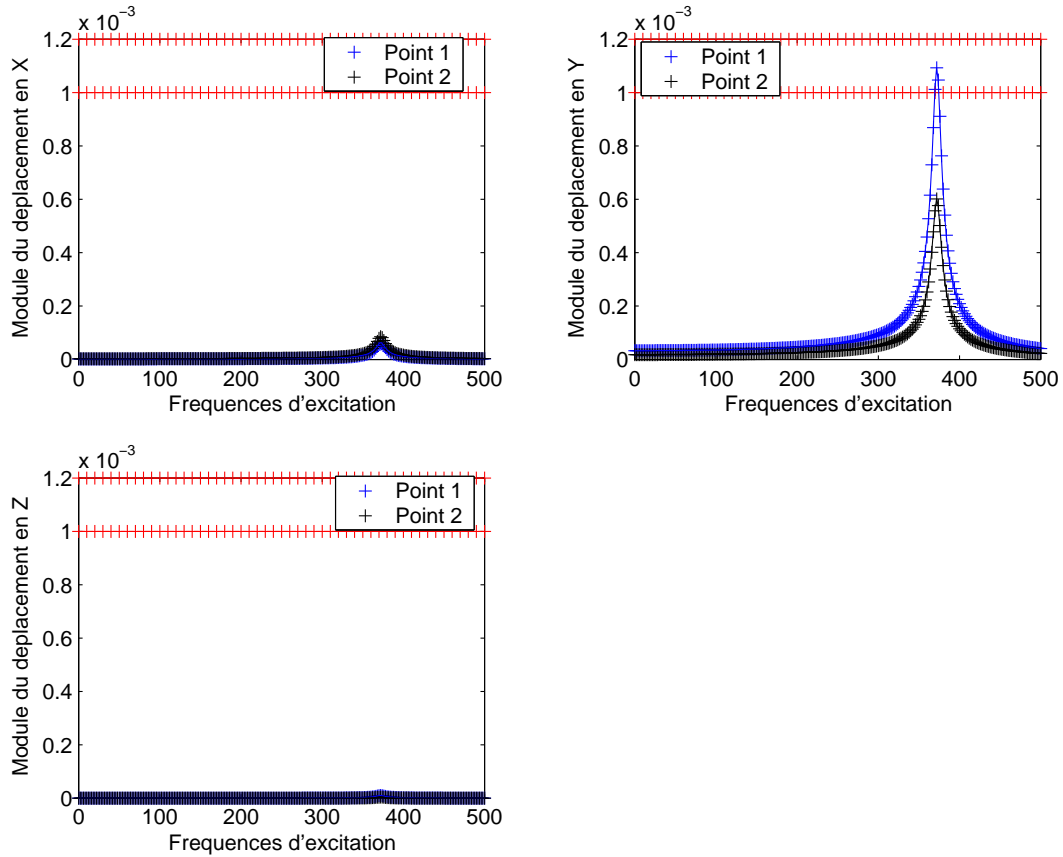 x 10⁻³
1.2
1
0.8
0.6
0.4
0.2
0
Module du deplacement en X
Point 1
Point 2
0 100 200 300 400 500
Frequences d'excitation
x 10⁻³
1.2
1
0.8
0.6
0.4
0.2
0
Module du deplacement en Y
Point 1
Point 2
0 100 200 300 400 500
Frequences d'excitation
x 10⁻³
1.2
1
0.8
0.6
0.4
0.2
0
Module du deplacement en Z
Point 1
Point 2
0 100 200 300 400 500
Frequences d'excitation